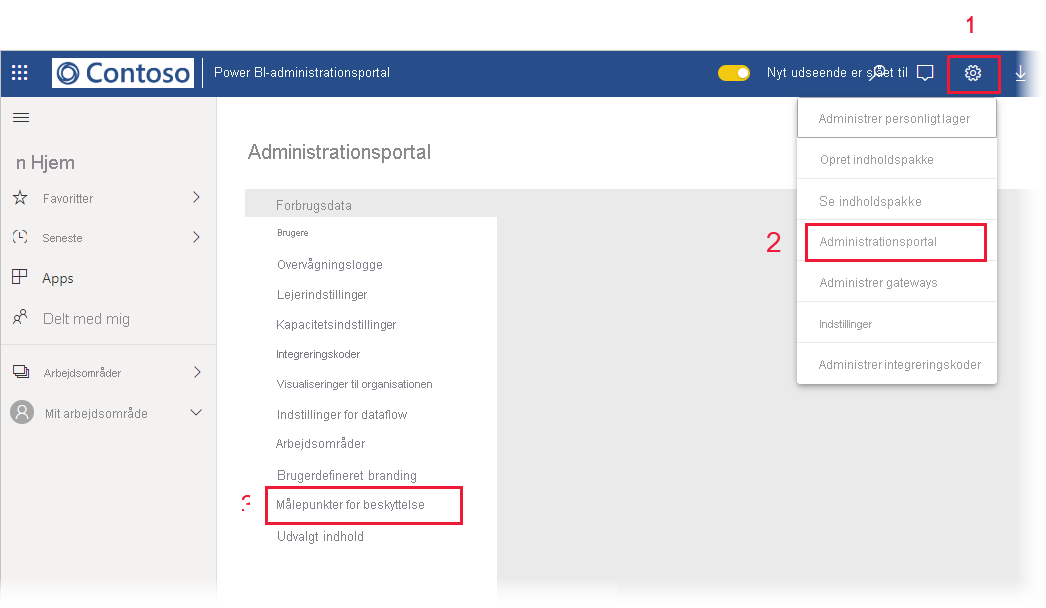 1
Contoso
Power BI-administrationsportal
Nyt udseende er slået til
n Hjem
Favoritter
Seneste
Apps
Delt med mig
Arbejdsområder
Mit arbejdsområde
Administrationsportal
Forbrugsdata
Brugere
Overvågningslogge
Lejerindstillinger
Kapacitetsindstillinger
Integreringskoder
Visualiseringer til organisationen
Indstillinger for dataflow
Arbejdsområder
Brugerdefineret branding
3
Målepunkter for beskyttelse
Udvalgt indhold
Administrer personligt lager
Opret indholdspakke
Se indholdspakke
2
Administrationsportal
Administrer gateways
Indstillinger
Administrer integreringskoder